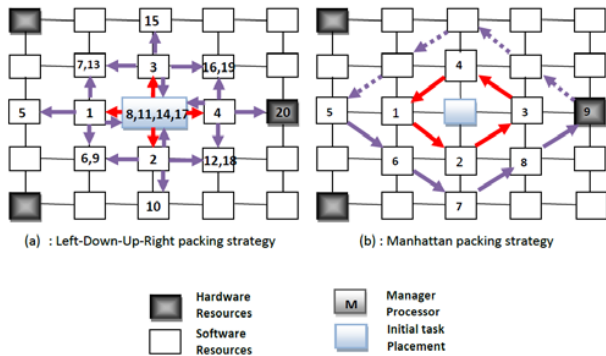 15
7,13 3 16,19
4
5 1 8,11,14,17 4 20
5 1 3 9
6,9 2 12,18
6 2 8
10
7
(a) : Left-Down-Up-Right packing strategy
(b) : Manhattan packing strategy
Hardware
Resources
M
Manager
Processor
Software
Resources
Initial task
Placement